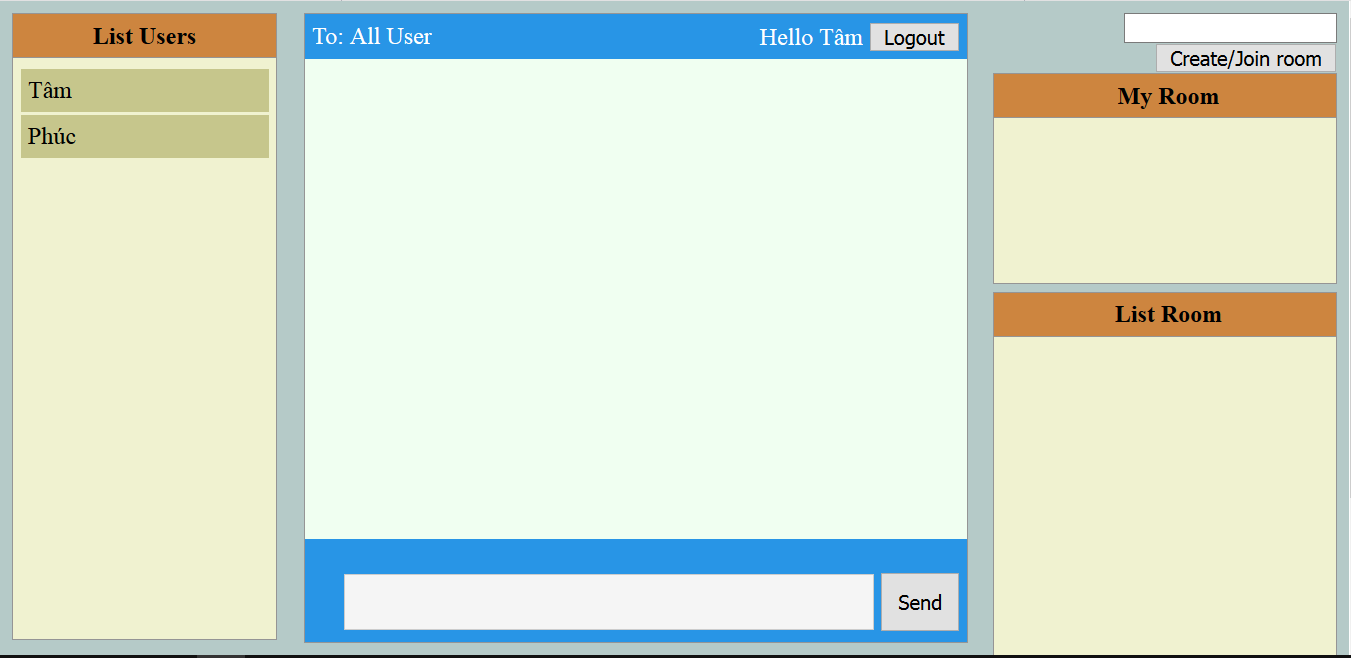 List Users
Tâm
Phúc
To: All User
Hello Tâm
Logout
Send
Create/Join room
My Room
List Room